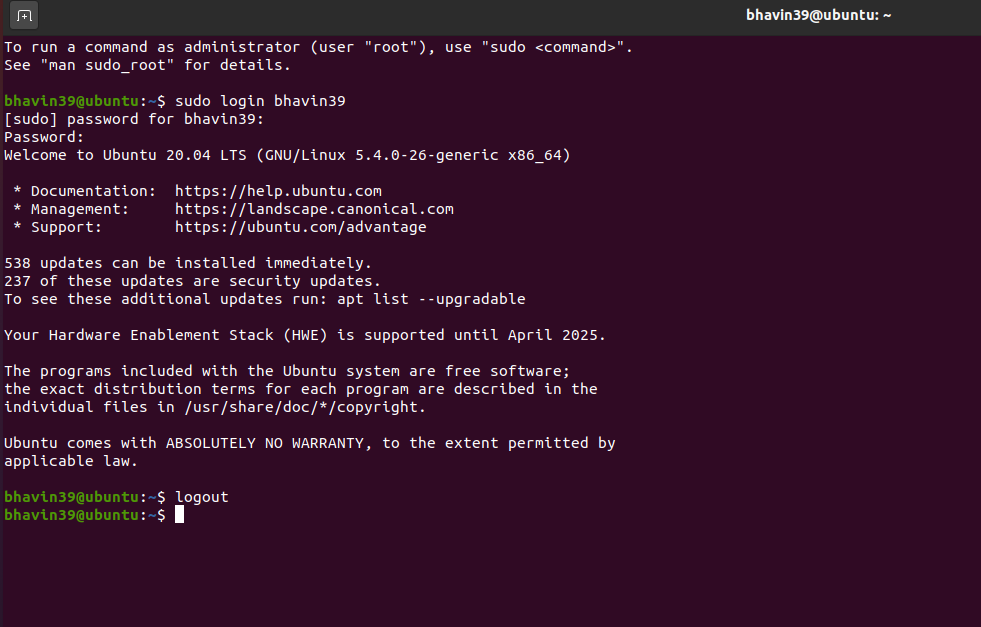 bhavin39@ubuntu: ~
To run a command as administrator (user "root"), use "sudo <command>".
See "man sudo_root" for details.
bhavin39@ubuntu:~$ sudo login bhavin39
[sudo] password for bhavin39:
Password:
Welcome to Ubuntu 20.04 LTS (GNU/Linux 5.4.0-26-generic x86_64)
* Documentation:  https://help.ubuntu.com
* Management:     https://landscape.canonical.com
* Support:        https://ubuntu.com/advantage
538 updates can be installed immediately.
237 of these updates are security updates.
To see these additional updates run: apt list --upgradable
Your Hardware Enablement Stack (HWE) is supported until April 2025.
The programs included with the Ubuntu system are free software;
the exact distribution terms for each program are described in the
individual files in /usr/share/doc/*/copyright.
Ubuntu comes with ABSOLUTELY NO WARRANTY, to the extent permitted by
applicable law.
bhavin39@ubuntu:~$ logout
bhavin39@ubuntu:~$